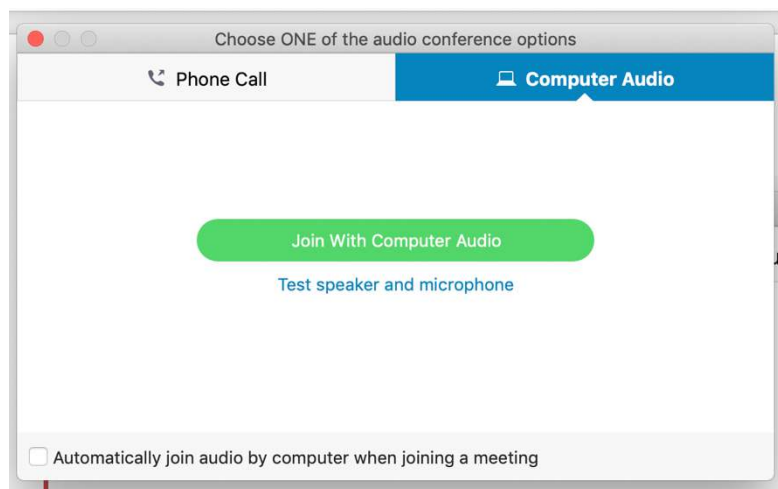 Choose ONE of the audio conference options
Phone Call
Computer Audio
Join With Computer Audio
Test speaker and microphone
Automatically join audio by computer when joining a meeting